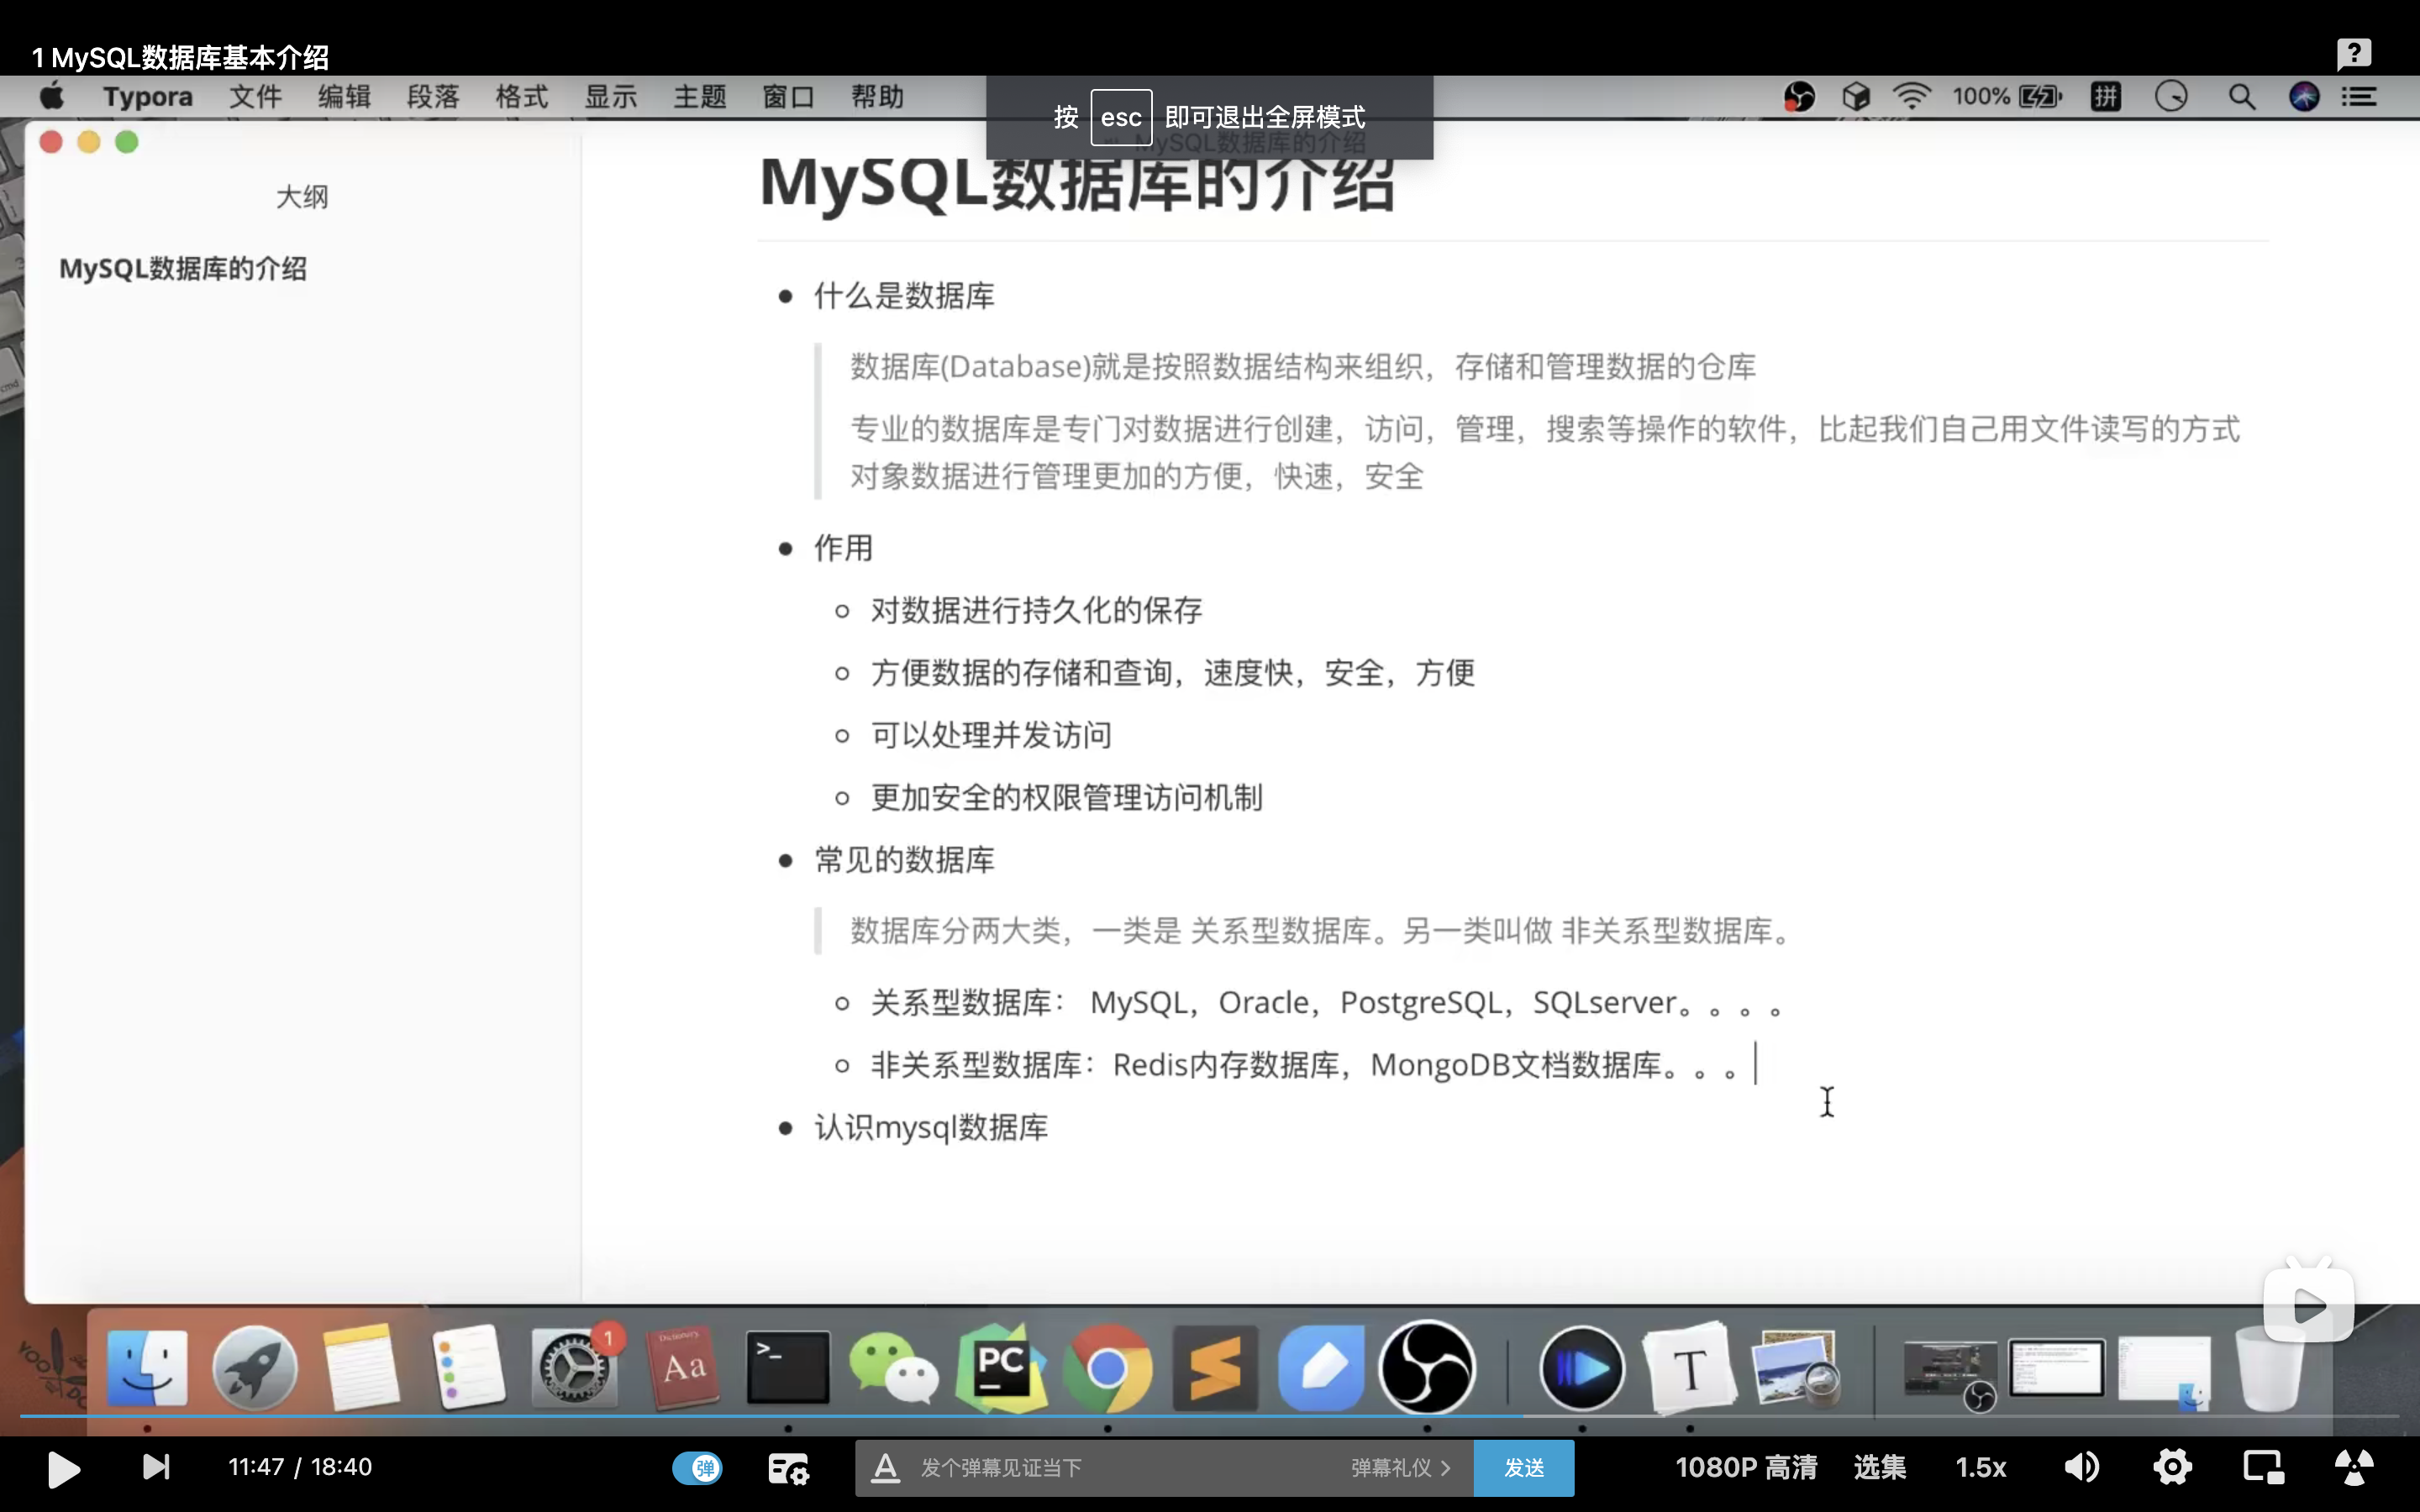 1 MySQL数据库基本介绍
Typora 文件 编辑 段落 格式 显示 主题 窗口 帮助
100% 拼
按 esc 即可退出全屏模式
MySQL数据库的介绍
大纲
MySQL数据库的介绍
MySQL数据库的介绍
什么是数据库
数据库(Database)就是按照数据结构来组织，存储和管理数据的仓库
专业的数据库是专门对数据进行创建，访问，管理，搜索等操作的软件，比起我们自己用文件读写的方式
对象数据进行管理更加的方便，快速，安全
作用
对数据进行持久化的保存
方便数据的存储和查询，速度快，安全，方便
可以处理并发访问
更加安全的权限管理访问机制
常见的数据库
数据库分两大类，一类是 关系型数据库。另一类叫做 非关系型数据库。
关系型数据库： MySQL，Oracle，PostgreSQL，SQLserver。。。。
非关系型数据库：Redis内存数据库，MongoDB文档数据库。。。
认识mysql数据库
1
Dictionary
Aa
>_
PC
T
11:47 / 18:40
弹
A 发个弹幕见证当下 弹幕礼仪 > 发送
1080P 高清 选集 1.5x